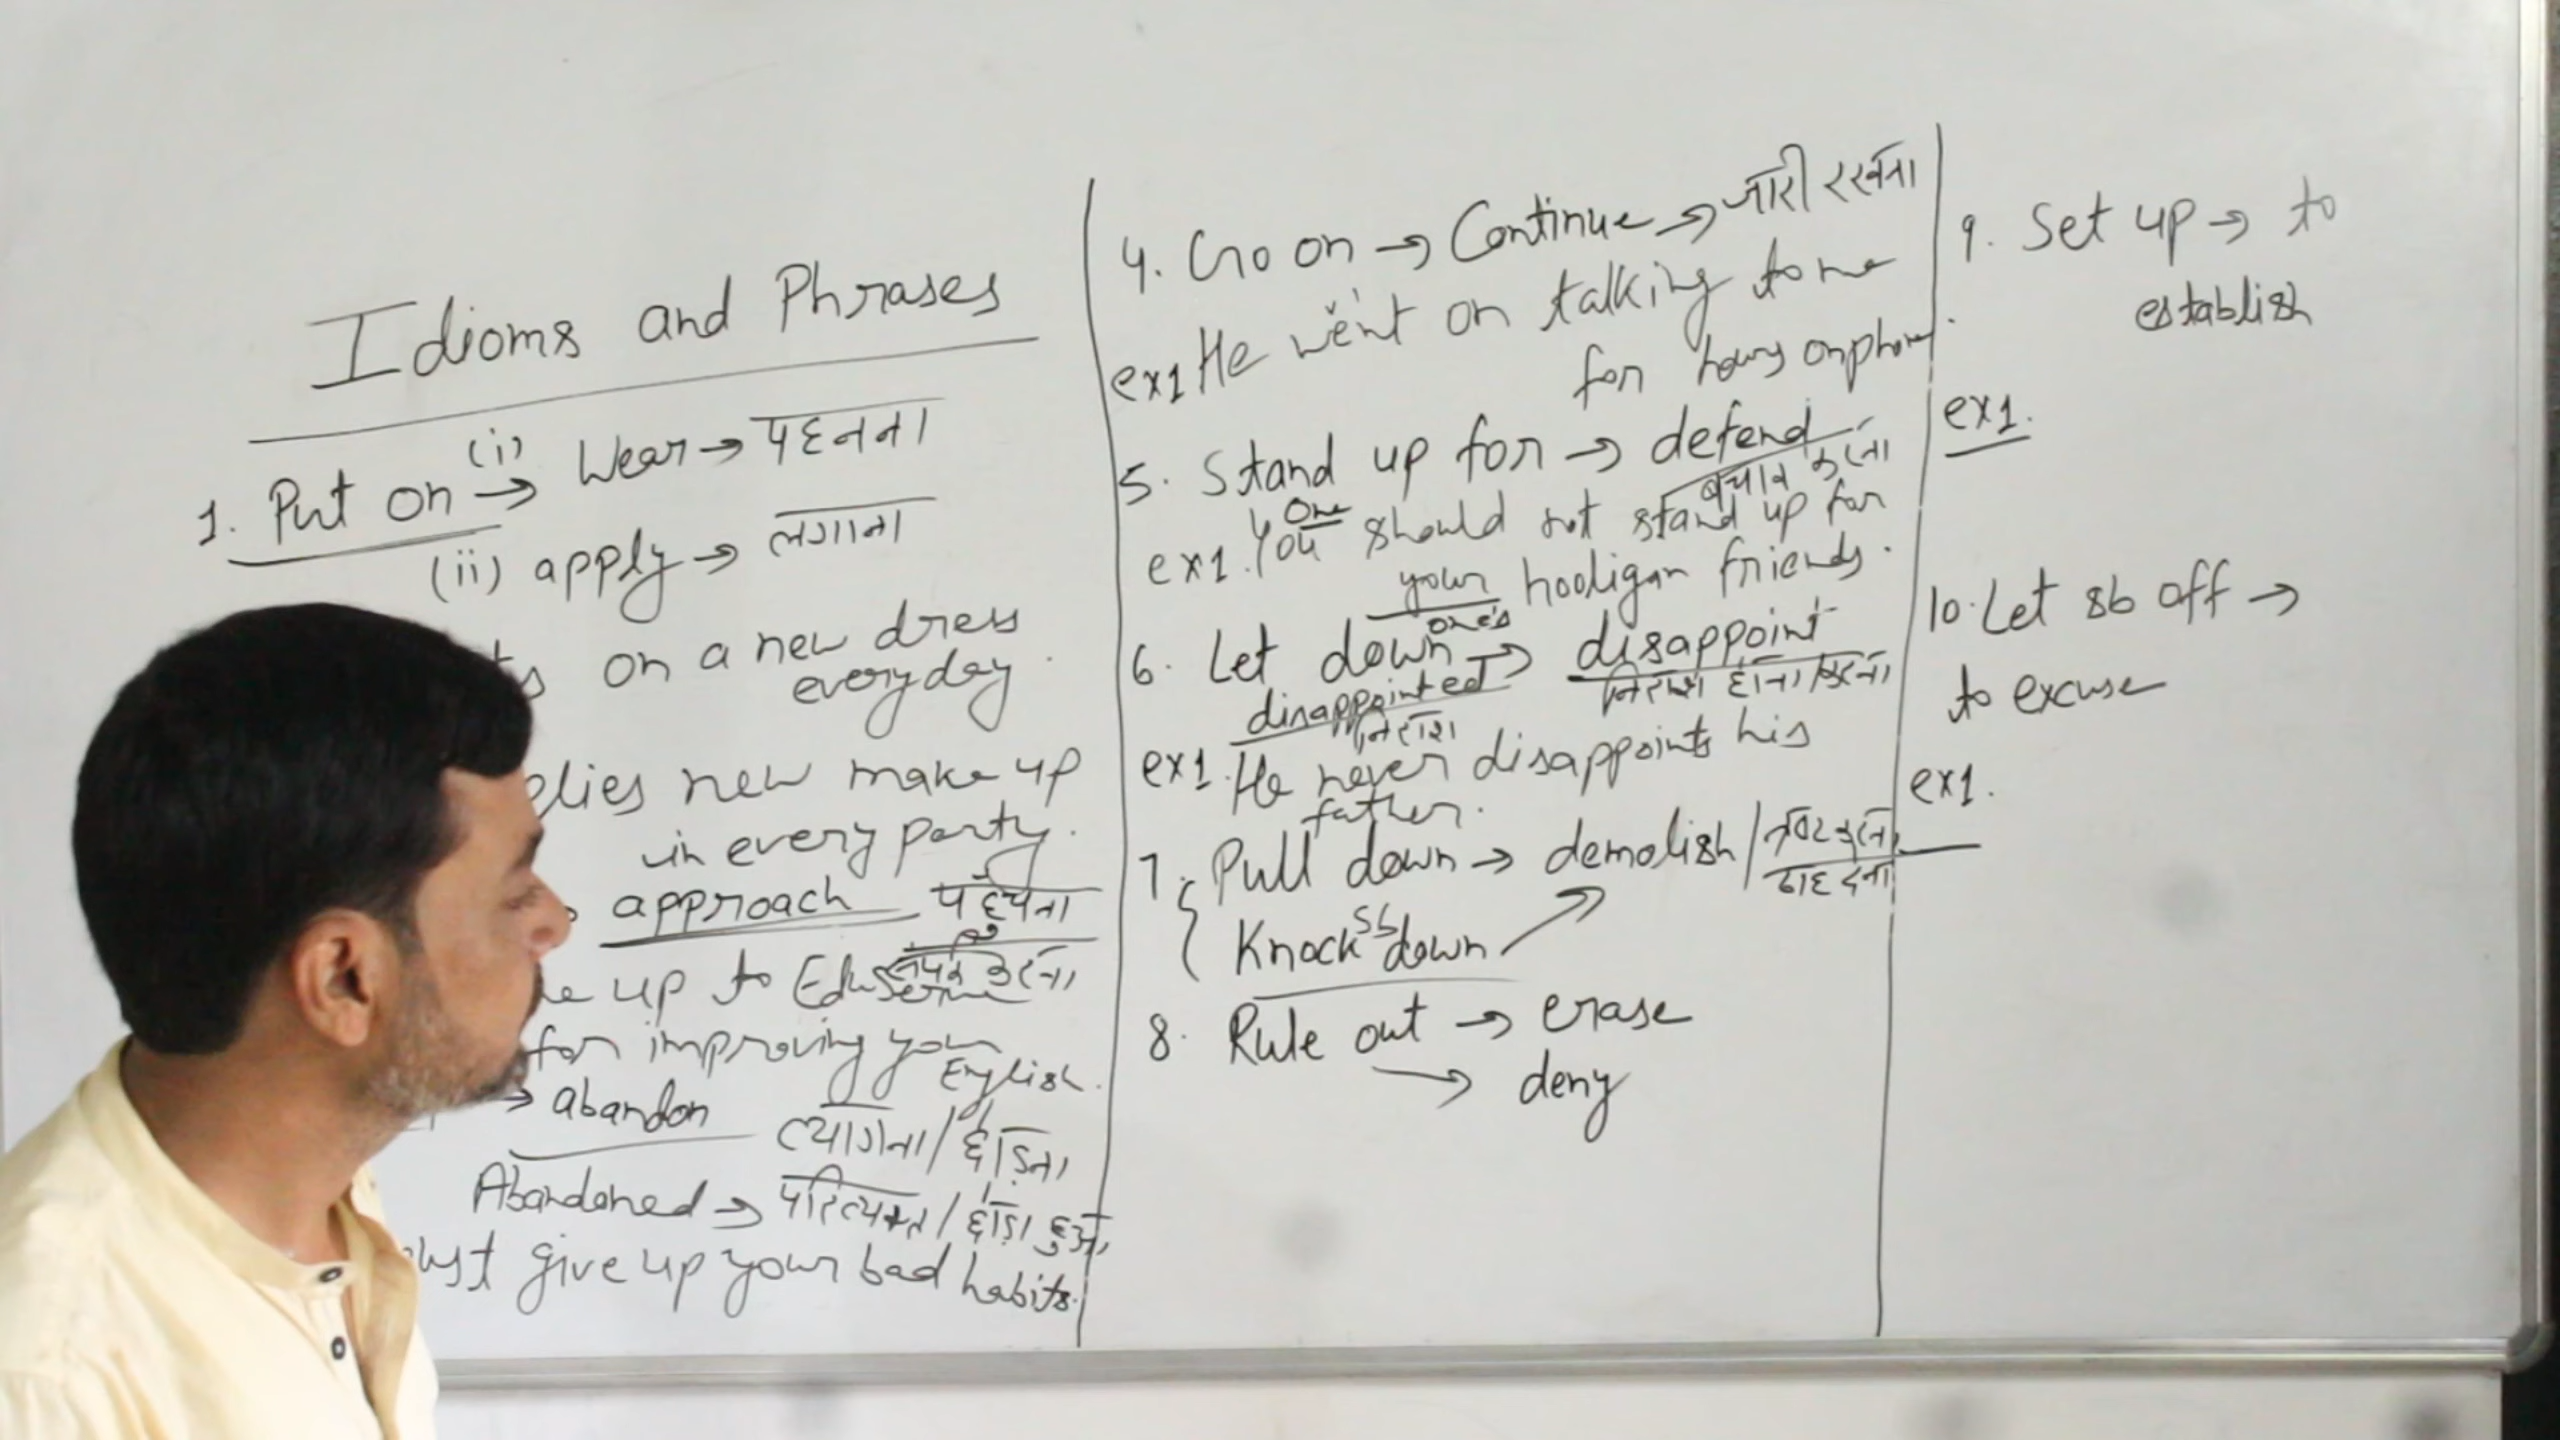 Idioms and Phrases
1. Put on (i) → Wear → पहनना
(ii) apply → लगाना
on a new dress
everyday.
plies new make up
in every party.
approach पहुँचना
up to EduServe
for improving your
English.
→ abandon त्यागना/छोड़ना
Abandoned → परित्यक्त/छोड़ा हुआ
ust give up your bad habits.
4. Go on → Continue → जारी रखना
ex1 He went on talking to me
for hours on phone.
5. Stand up for → defend
बचाव करना
One
ex1. You should not stand up for
your hooligan friends.
one's
6. Let down → disappoint
disappointed निराश होना/करना
निराश
ex1. He never disappoints his
father.
7. Pull down → demolish/नष्ट करना
ढाह देना
Knock sb down
8. Rule out → erase
→ deny
9. Set up → to
establish
ex1.
10. Let sb off →
to excuse
ex1.